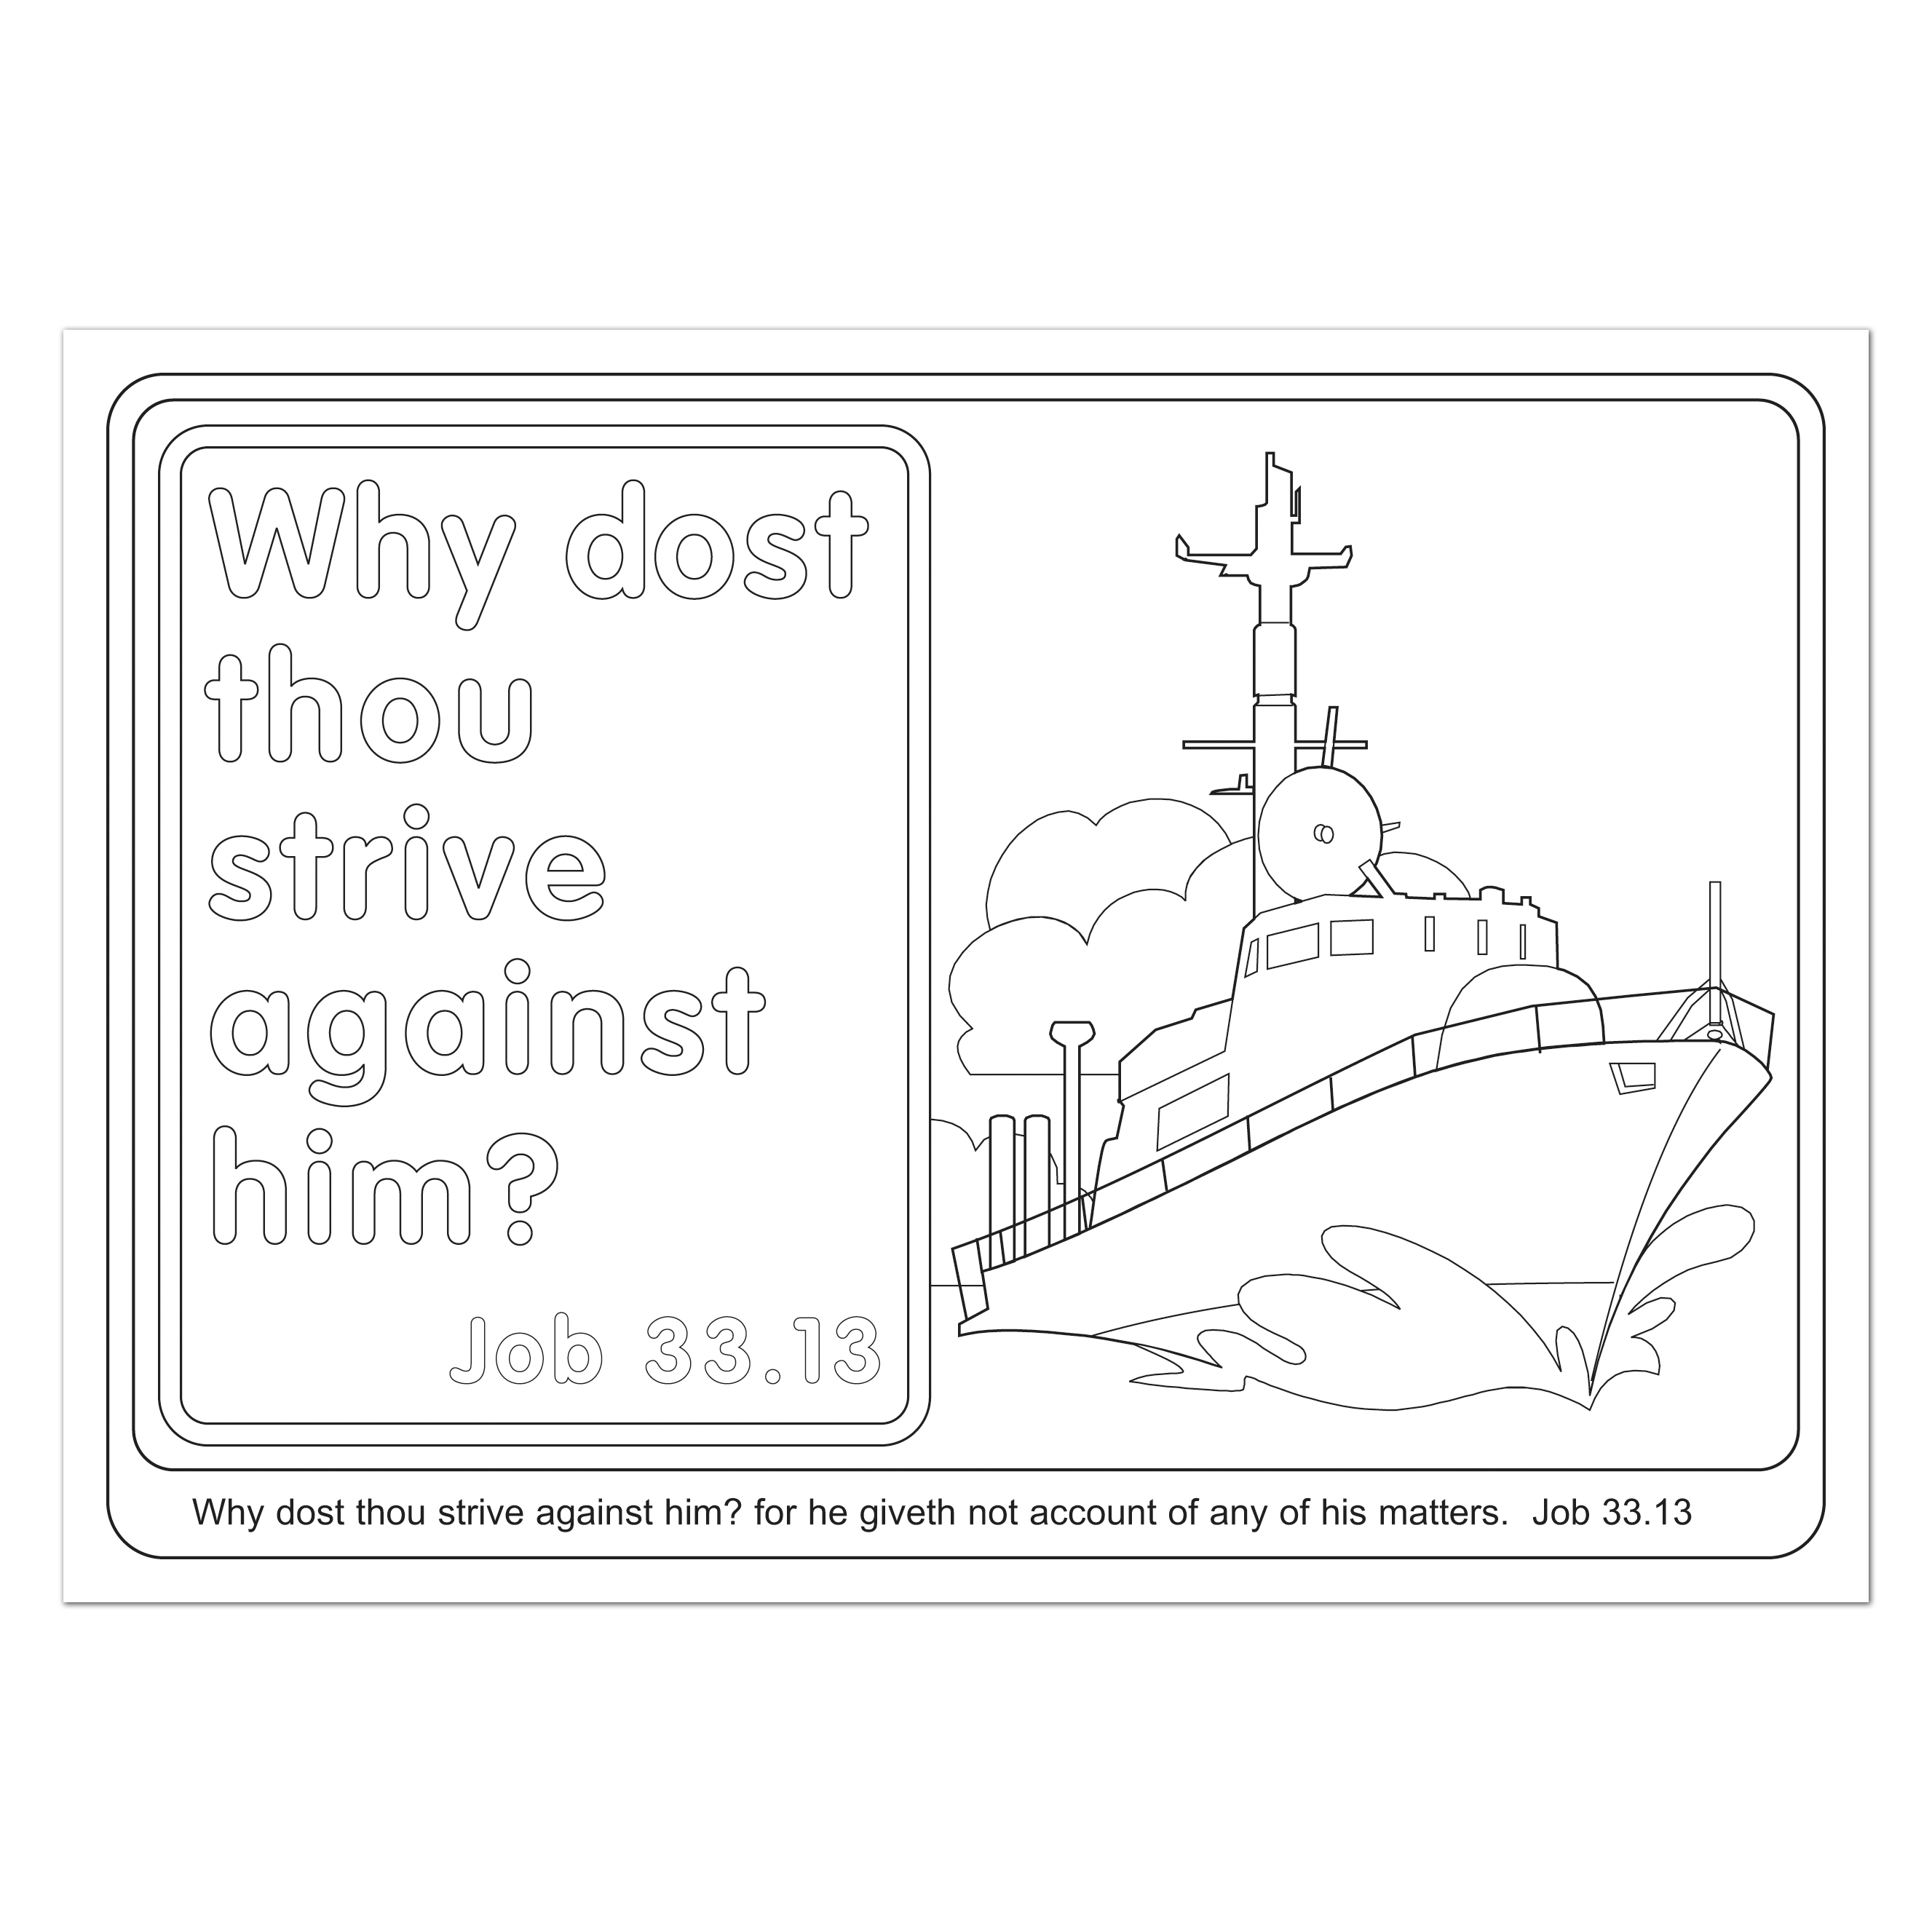 Why dost
thou
strive
against
him?
Job 33.13
Why dost thou strive against him? for he giveth not account of any of his matters.  Job 33.13